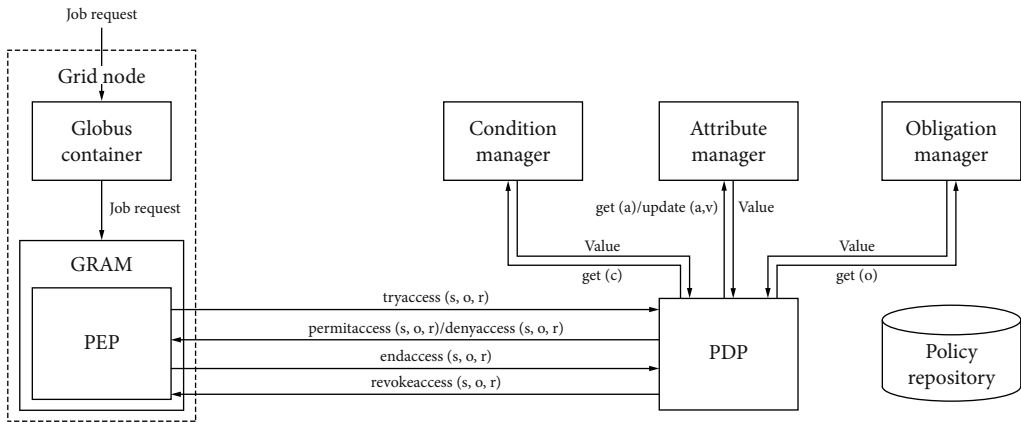 Job request
Grid node
Globus
container
Condition
manager
Attribute
manager
Obligation
manager
Job request
get (a)/update (a,v)
Value
Value
get (c)
Value
get (o)
GRAM
PEP
tryaccess (s, o, r)
permitaccess (s, o, r)/denyaccess (s, o, r)
endaccess (s, o, r)
revokeaccess (s, o, r)
PDP
Policy
repository